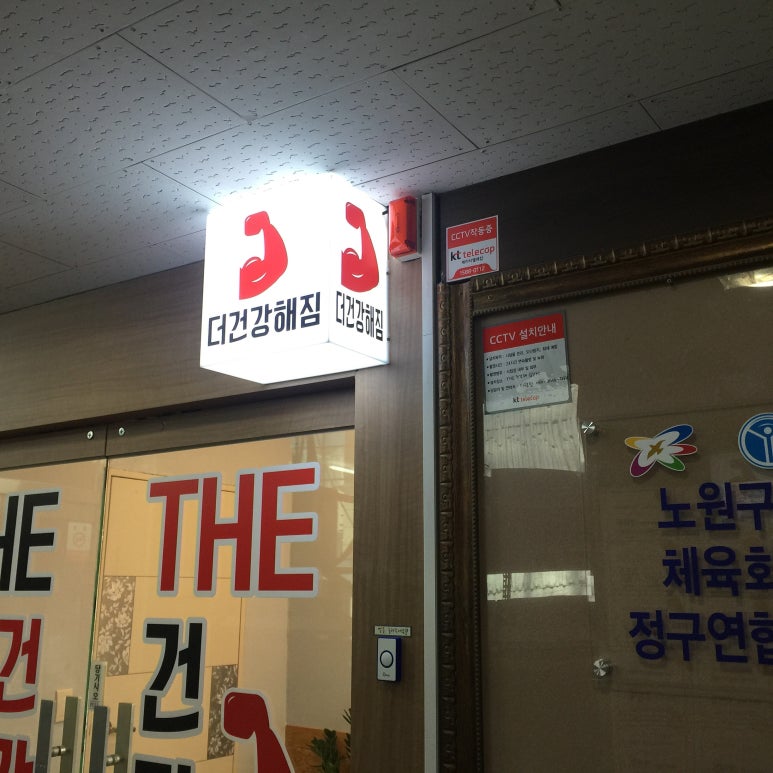 더건강해짐
더건강해짐
CCTV작동중
kt telecop
1588-0112
CCTV 설치안내
kt telecop
노원구
체육회
정구연합
HE
건
THE
건